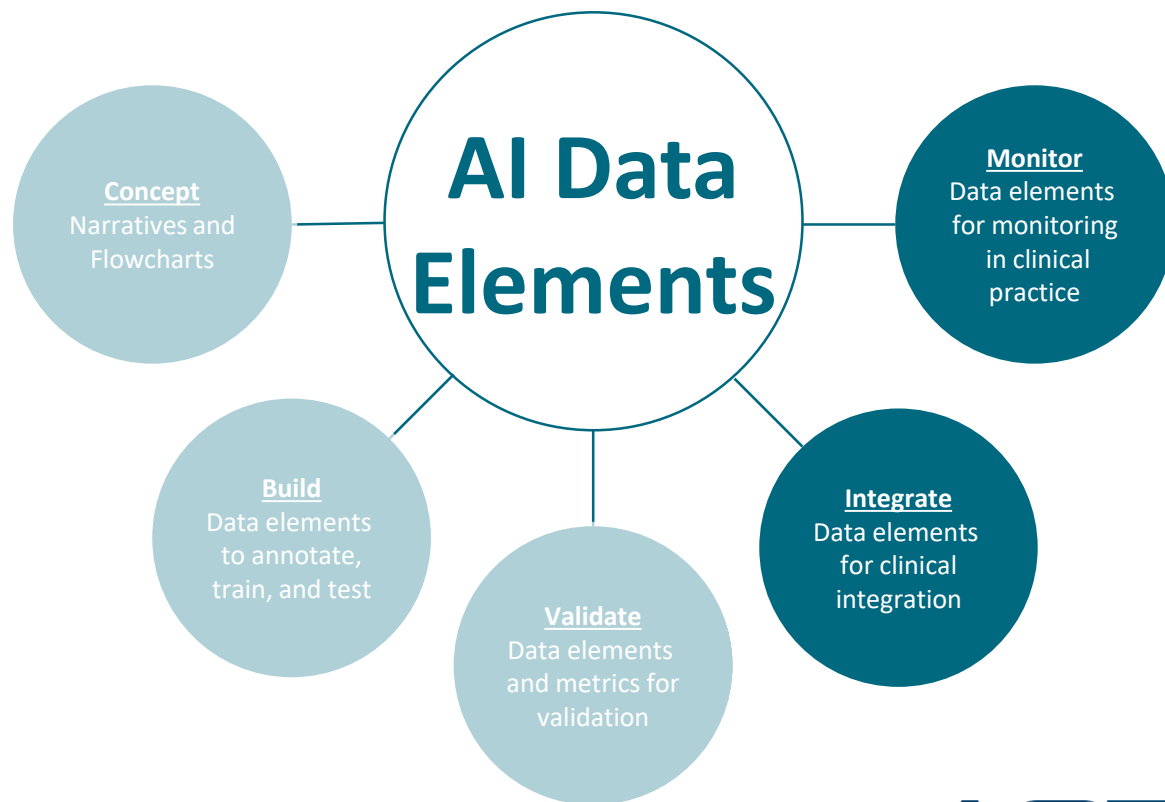 AI Data
Elements
Concept
Narratives and
Flowcharts
Build
Data elements
to annotate,
train, and test
Validate
Data elements
and metrics for
validation
Integrate
Data elements
for clinical
integration
Monitor
Data elements
for monitoring
in clinical
practice